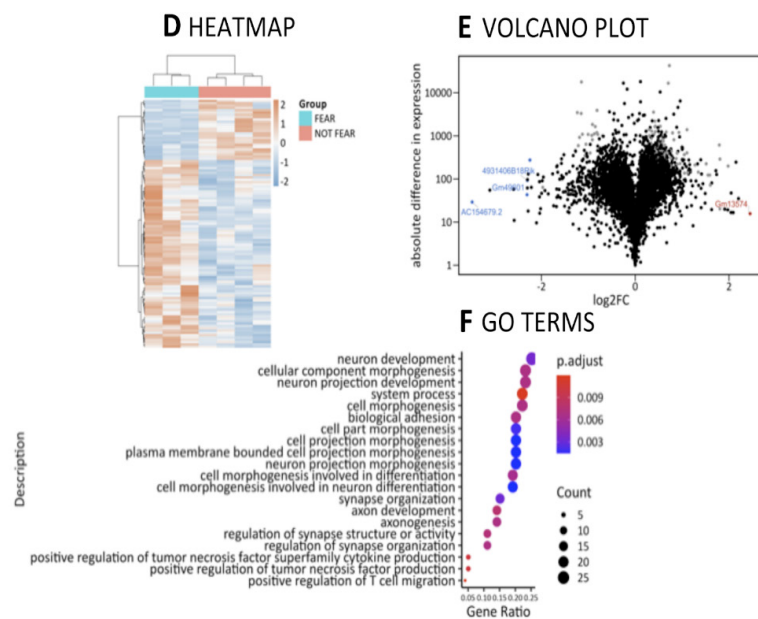 D HEATMAP
2
1
0
-1
-2
Group
FEAR
NOT FEAR
E VOLCANO PLOT
absolute difference in expression
10000
1000
100
10
1
AC154679.2
Gm13574
-2
0
2
log2FC
F GO TERMS
Description
neuron development
cellular component morphogenesis
neuron projection development
system process
cell morphogenesis
biological adhesion
cell part morphogenesis
cell projection morphogenesis
plasma membrane bounded cell projection morphogenesis
neuron projection morphogenesis
cell morphogenesis involved in differentiation
cell morphogenesis involved in neuron differentiation
synapse organization
axon development
axonogenesis
regulation of synapse structure or activity
regulation of synapse organization
positive regulation of tumor necrosis factor superfamily cytokine production
positive regulation of tumor necrosis factor production
positive regulation of T cell migration
0.05 0.10 0.15 0.20 0.25
Gene Ratio
p.adjust
0.009
0.006
0.003
Count
5
10
15
20
25